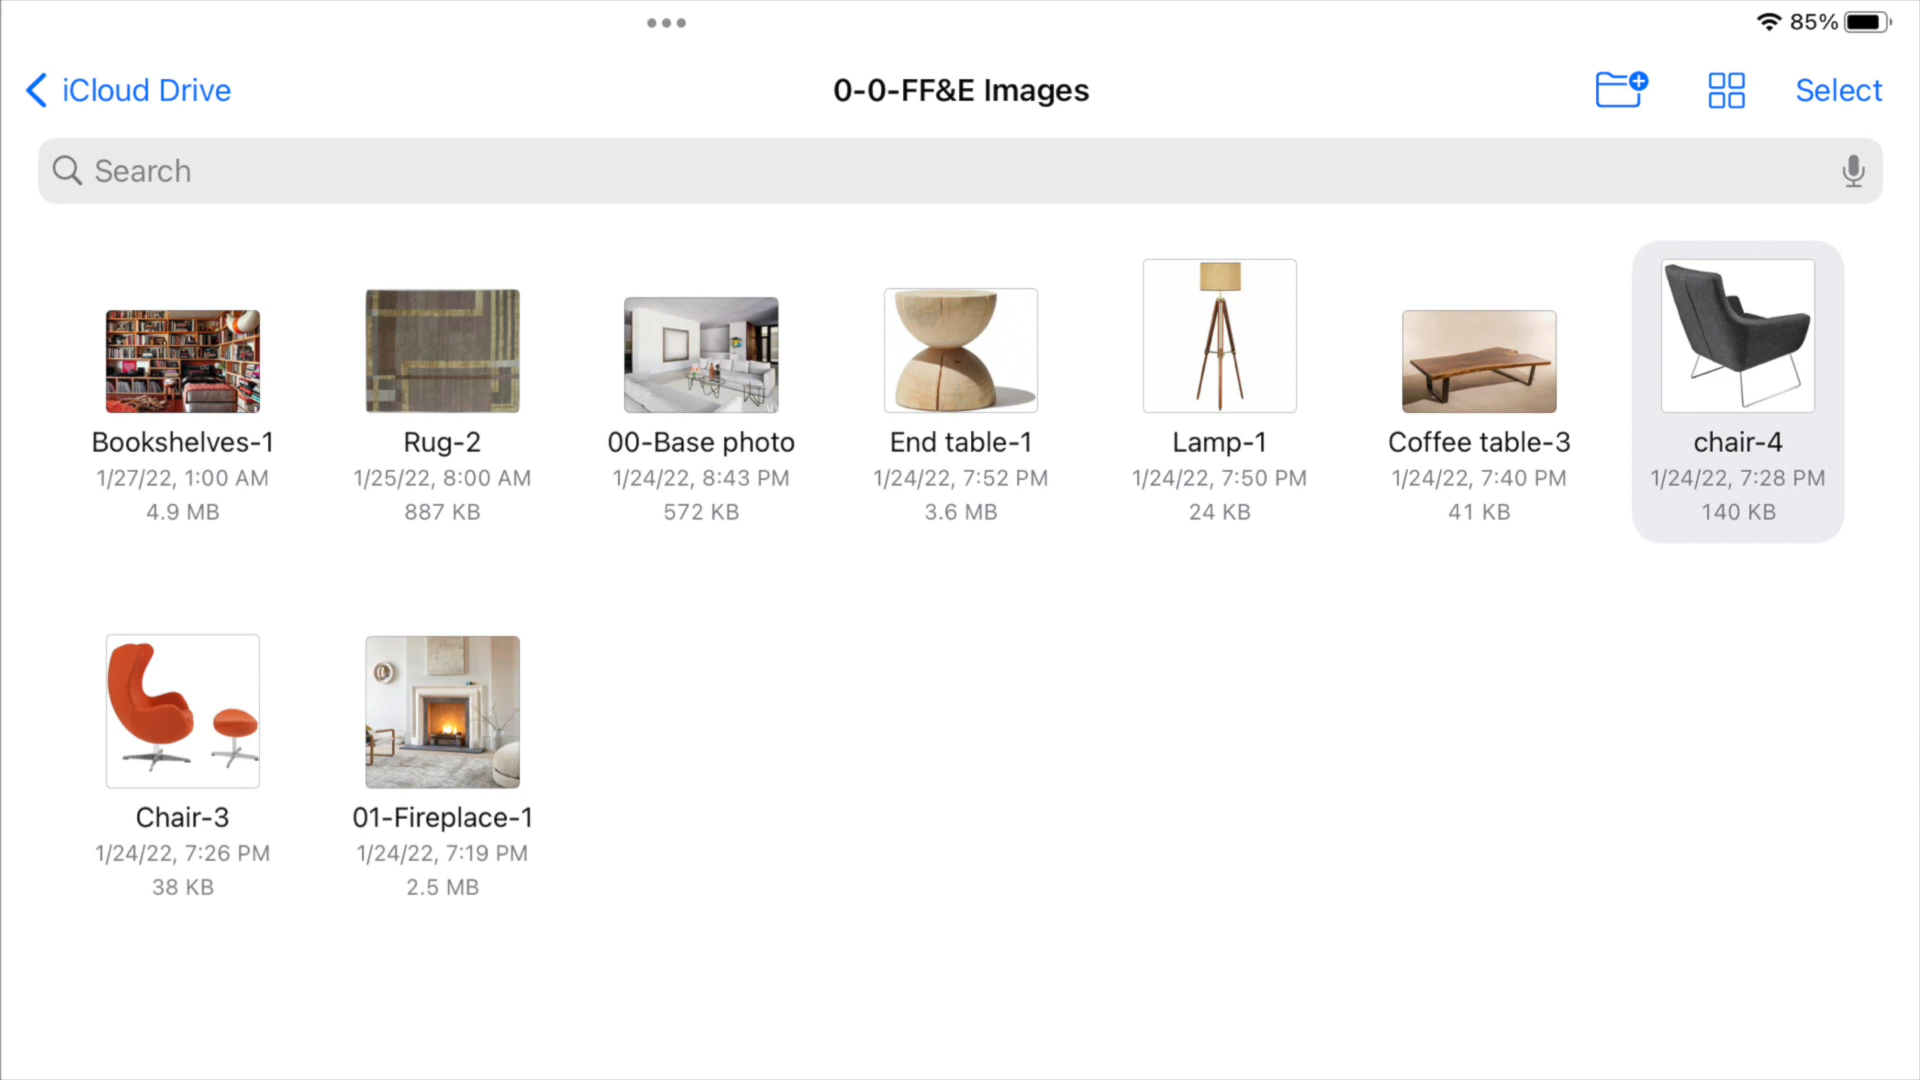 85%
iCloud Drive
0-0-FF&E Images
Select
Search
Bookshelves-1
1/27/22, 1:00 AM
4.9 MB
Rug-2
1/25/22, 8:00 AM
887 KB
00-Base photo
1/24/22, 8:43 PM
572 KB
End table-1
1/24/22, 7:52 PM
3.6 MB
Lamp-1
1/24/22, 7:50 PM
24 KB
Coffee table-3
1/24/22, 7:40 PM
41 KB
chair-4
1/24/22, 7:28 PM
140 KB
Chair-3
1/24/22, 7:26 PM
38 KB
01-Fireplace-1
1/24/22, 7:19 PM
2.5 MB